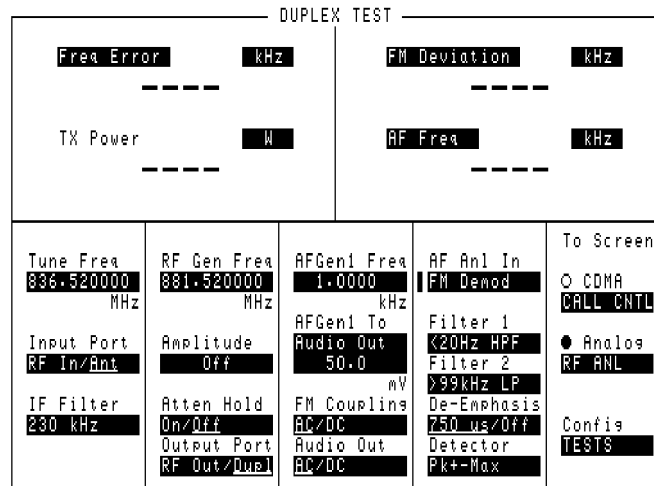 DUPLEX TEST
Freq Error kHz
----
FM Deviation kHz
----
TX Power W
----
AF Freq kHz
----
Tune Freq
836.520000
MHz
Input Port
RF In/Ant
IF Filter
230 kHz
RF Gen Freq
881.520000
MHz
Amplitude
Off
Atten Hold
On/Off
Output Port
RF Out/Dupl
AFGen1 Freq
1.0000
kHz
AFGen1 To
Audio Out
50.0
mV
FM Coupling
AC/DC
Audio Out
AC/DC
AF Anl In
FM Demod
Filter 1
<20Hz HPF
Filter 2
>99kHz LP
De-Emphasis
750 us/Off
Detector
Pk+-Max
To Screen
CDMA
CALL CNTL
Analog
RF ANL
Config
TESTS